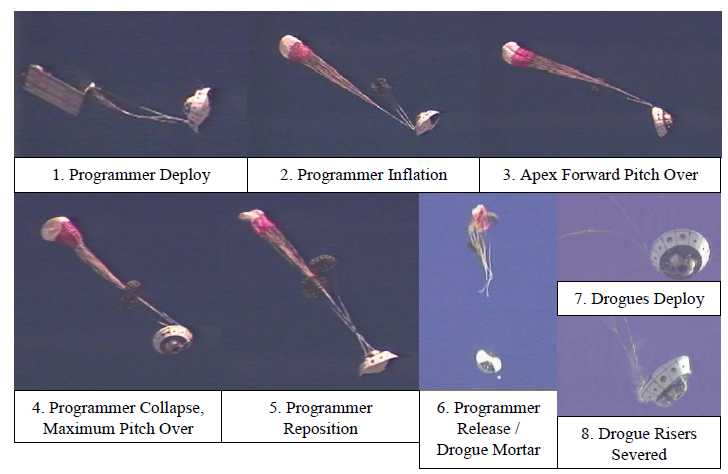 1. Programmer Deploy
2. Programmer Inflation
3. Apex Forward Pitch Over
4. Programmer Collapse,
Maximum Pitch Over
5. Programmer
Reposition
6. Programmer
Release /
Drogue Mortar
7. Drogues Deploy
8. Drogue Risers
Severed